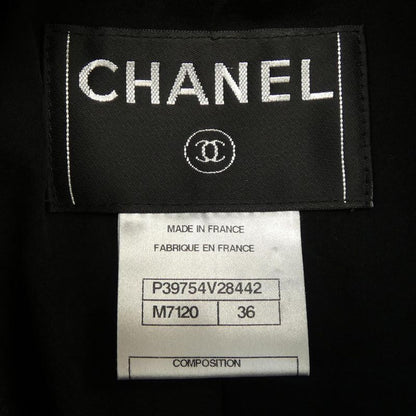 CHANEL
MADE IN FRANCE
FABRIQUE EN FRANCE
P39754V28442
M7120 36
COMPOSITION